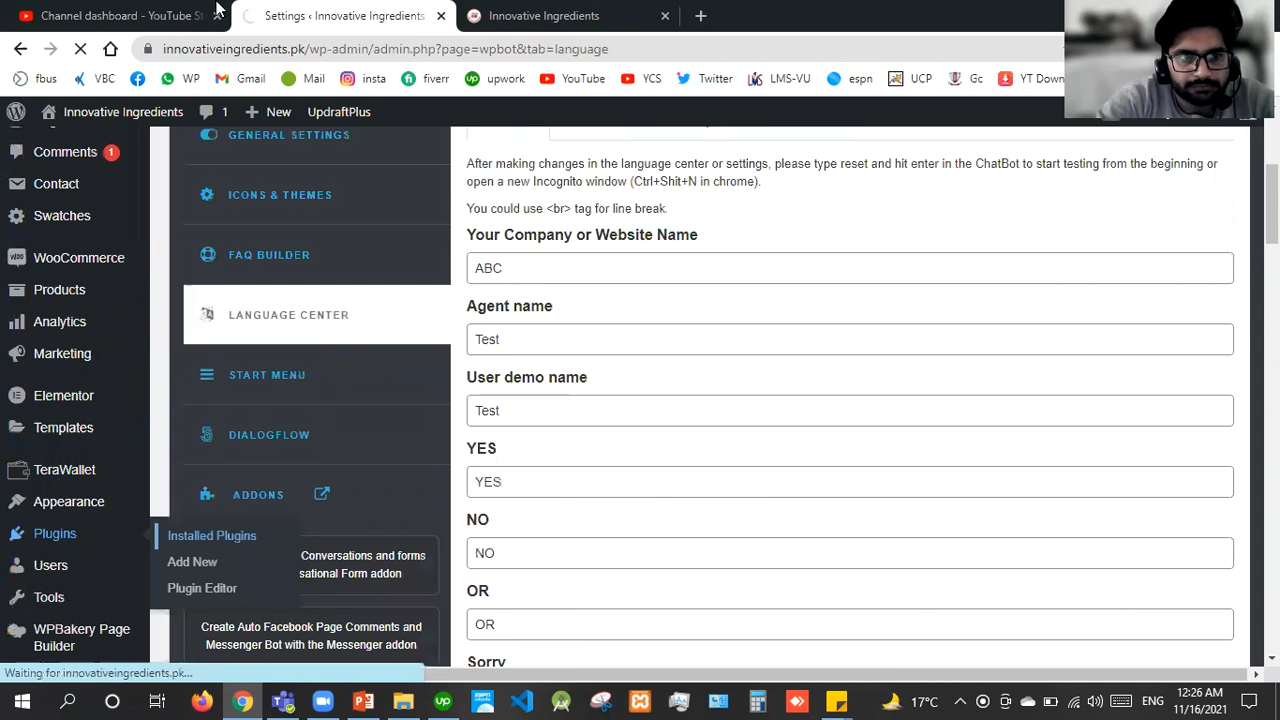 Channel dashboard - YouTube St
Settings ‹ Innovative Ingredients
Innovative Ingredients
innovativeingredients.pk/wp-admin/admin.php?page=wpbot&tab=language
fbus
VBC
WP
Gmail
Mail
insta
fiverr
upwork
YouTube
YCS
Twitter
LMS-VU
espn
UCP
Gc
YT Down
Innovative Ingredients
1
New
UpdraftPlus
Comments 1
Contact
Swatches
WooCommerce
Products
Analytics
Marketing
Elementor
Templates
TeraWallet
Appearance
Plugins
Users
Tools
WPBakery Page
Builder
Installed Plugins
Add New
Plugin Editor
GENERAL SETTINGS
ICONS & THEMES
FAQ BUILDER
LANGUAGE CENTER
START MENU
DIALOGFLOW
ADDONS
Conversations and forms
sational Form addon
Create Auto Facebook Page Comments and
Messenger Bot with the Messenger addon
After making changes in the language center or settings, please type reset and hit enter in the ChatBot to start testing from the beginning or
open a new Incognito window (Ctrl+Shit+N in chrome).
You could use <br> tag for line break.
Your Company or Website Name
ABC
Agent name
Test
User demo name
Test
YES
YES
NO
NO
OR
OR
Sorry
Waiting for innovativeingredients.pk...
17°C
ENG
12:26 AM
11/16/2021